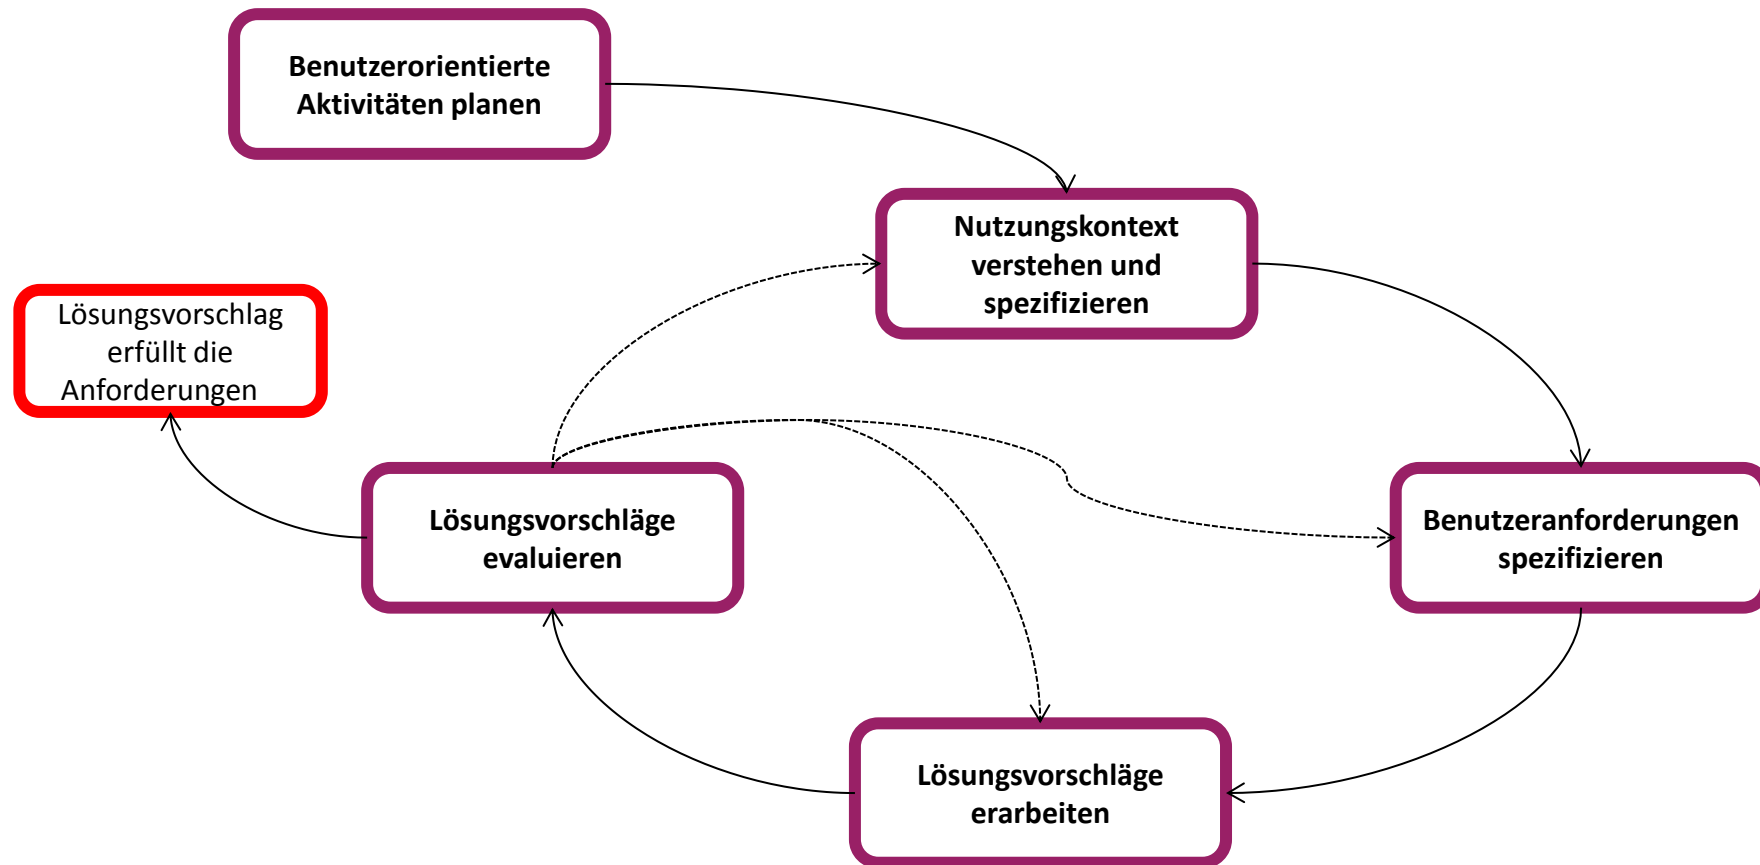 Benutzerorientierte
Aktivitäten planen
Nutzungskontext
verstehen und
spezifizieren
Lösungsvorschlag
erfüllt die
Anforderungen
Lösungsvorschläge
evaluieren
Benutzeranforderungen
spezifizieren
Lösungsvorschläge
erarbeiten